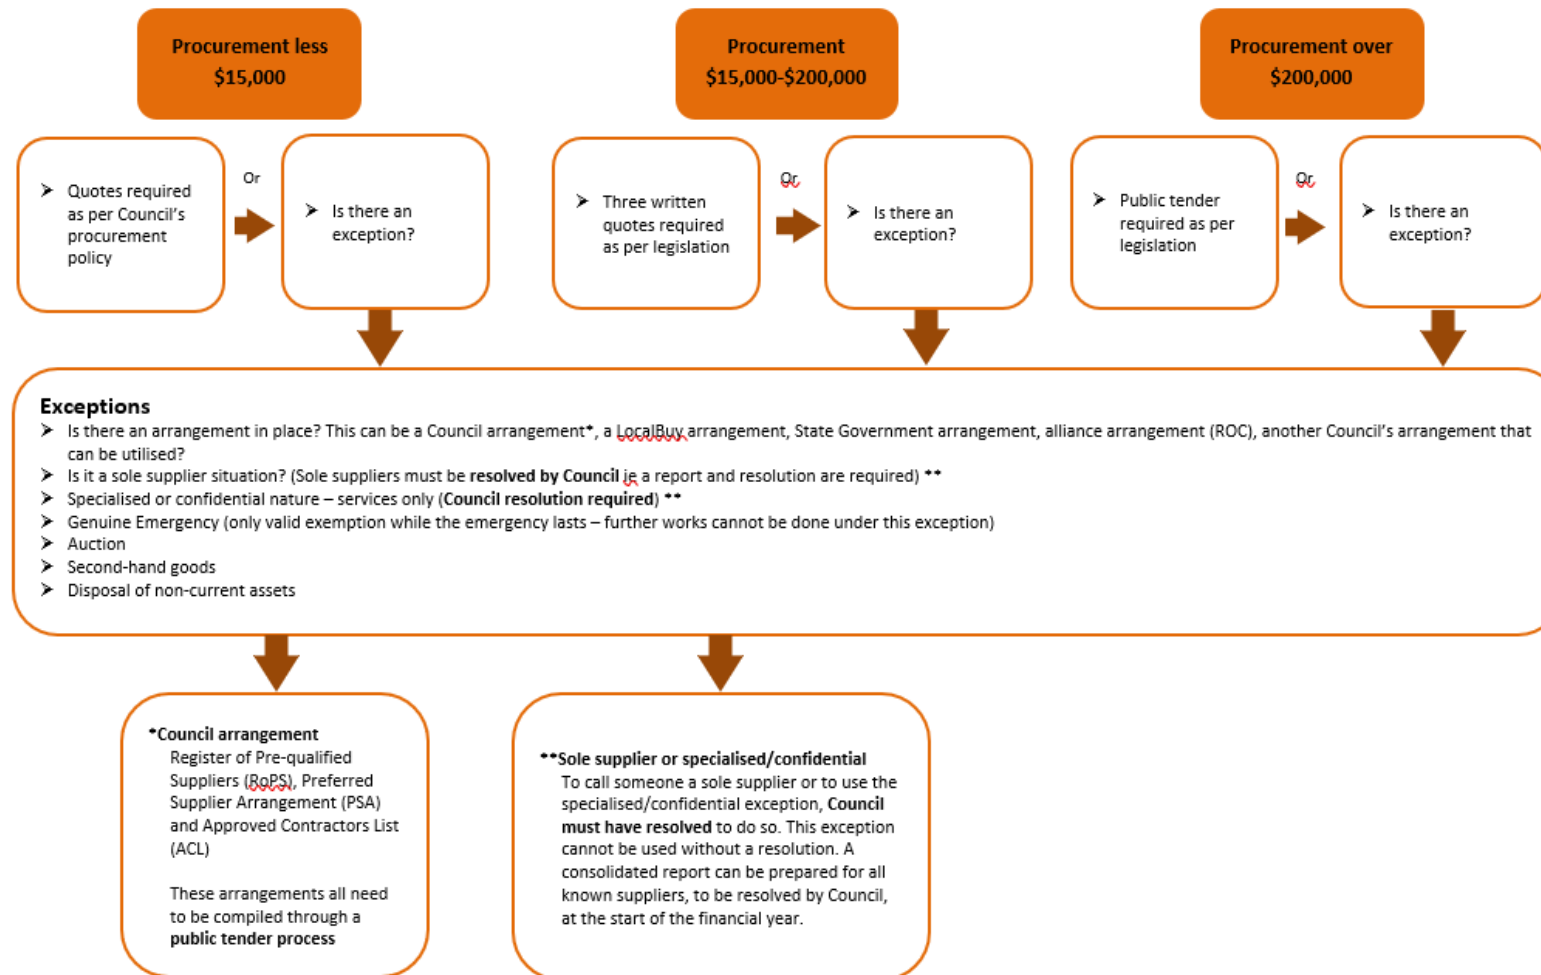 Procurement less
$15,000
Procurement
$15,000-$200,000
Procurement over
$200,000
➤ Quotes required
as per Council's
procurement
policy
Or
➤ Is there an
exception?
➤ Three written
quotes required
as per legislation
Or
➤ Is there an
exception?
➤ Public tender
required as per
legislation
Or
➤ Is there an
exception?
Exceptions
➤ Is there an arrangement in place? This can be a Council arrangement*, a LocalBuy arrangement, State Government arrangement, alliance arrangement (ROC), another Council's arrangement that
can be utilised?
➤ Is it a sole supplier situation? (Sole suppliers must be resolved by Council ie a report and resolution are required) **
➤ Specialised or confidential nature – services only (Council resolution required) **
➤ Genuine Emergency (only valid exemption while the emergency lasts – further works cannot be done under this exception)
➤ Auction
➤ Second-hand goods
➤ Disposal of non-current assets
*Council arrangement
Register of Pre-qualified
Suppliers (RoPS), Preferred
Supplier Arrangement (PSA)
and Approved Contractors List
(ACL)
These arrangements all need
to be compiled through a
public tender process
**Sole supplier or specialised/confidential
To call someone a sole supplier or to use the
specialised/confidential exception, Council
must have resolved to do so. This exception
cannot be used without a resolution. A
consolidated report can be prepared for all
known suppliers, to be resolved by Council,
at the start of the financial year.